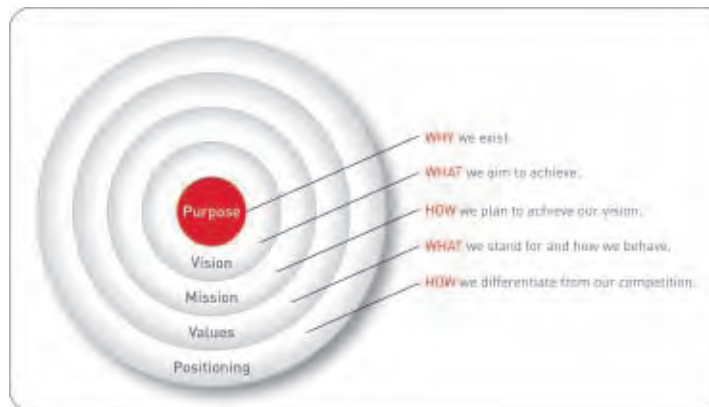 Purpose
Vision
Mission
Values
Positioning
WHY we exist.
WHAT we aim to achieve.
HOW we plan to achieve our vision.
WHAT we stand for and how we behave.
HOW we differentiate from our competition.